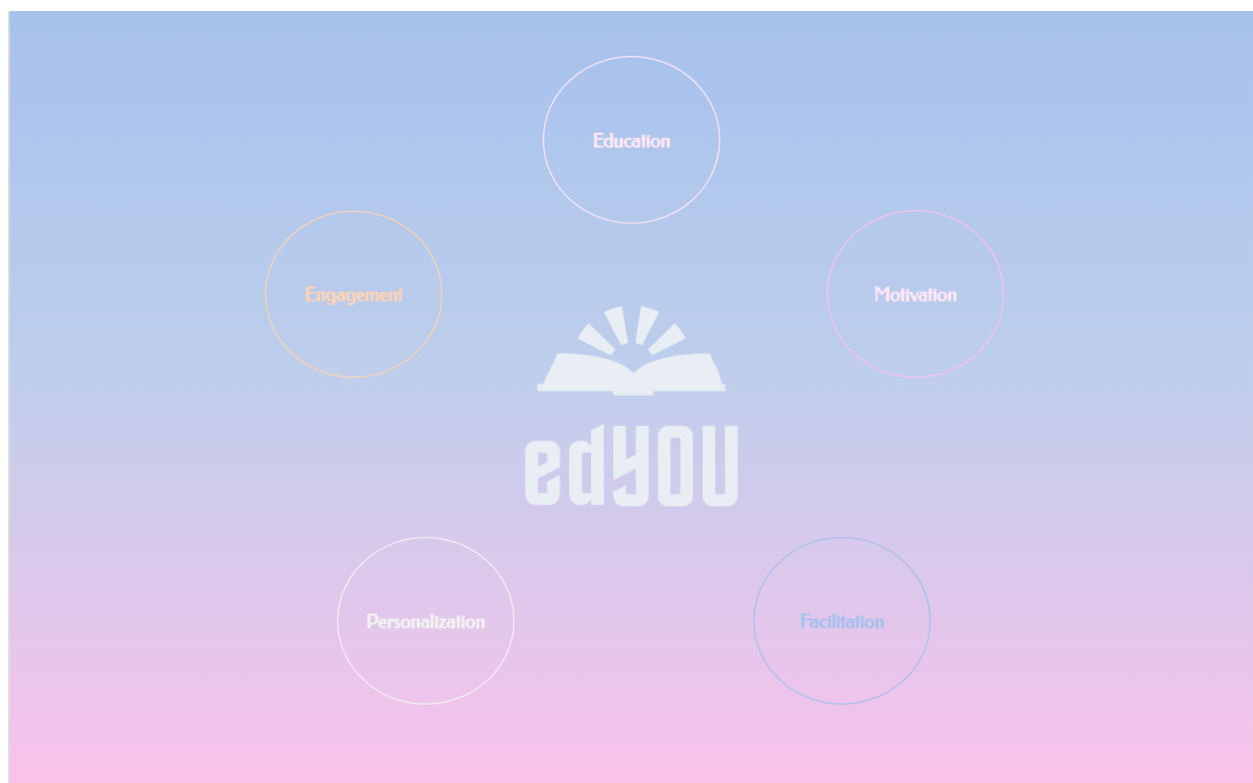 Education
Engagement
Motivation
edYOU
Personalization
Facilitation